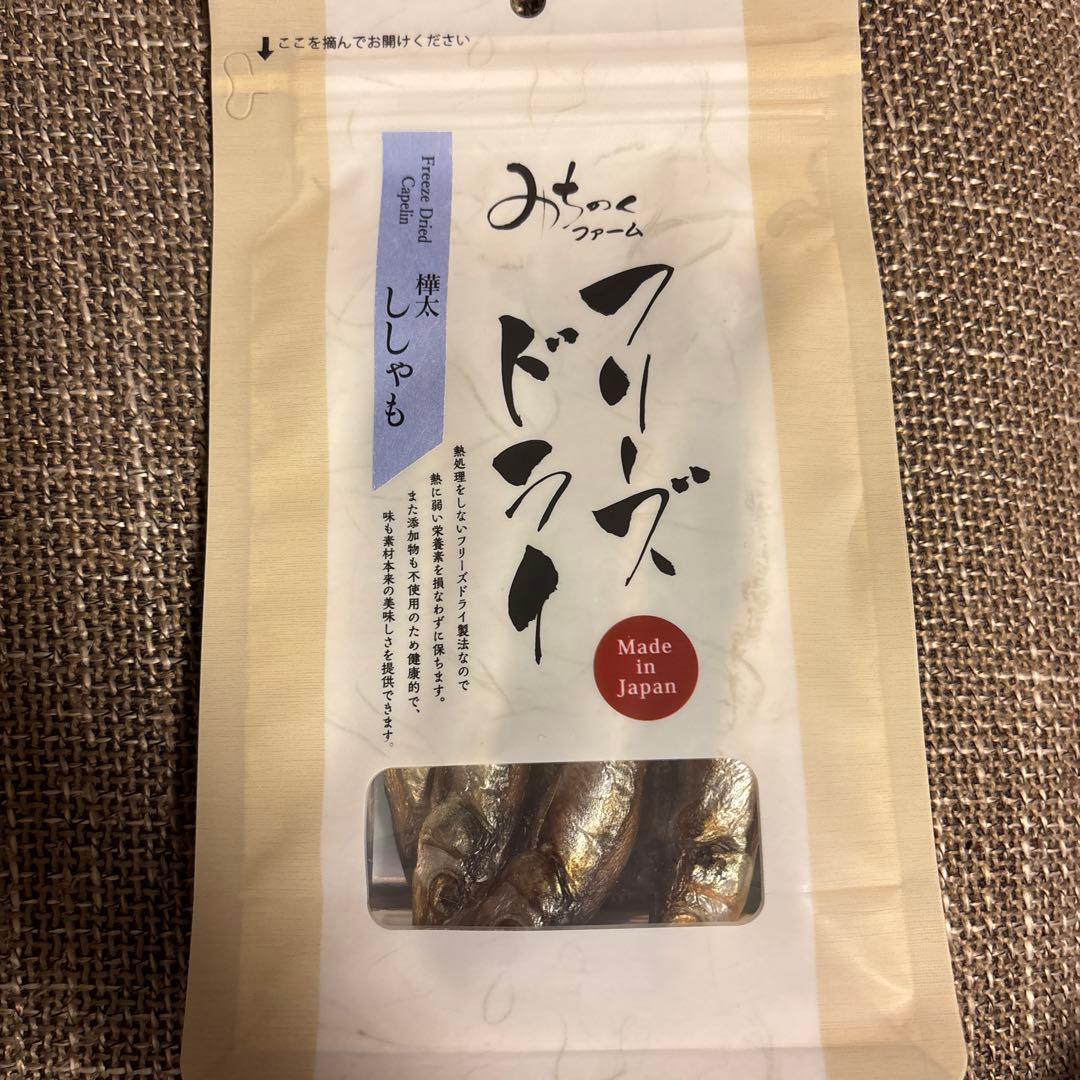 ここを摘んでお開けください
みちのく
ファーム
フリーズ
ドライ
Freeze Dried
Capelin
樺太
ししゃも
熱処理をしないフリーズドライ製法なので
熱に弱い栄養素を損なわずに保ちます。
また添加物も不使用のため健康的で、
味も素材本来の美味しさを提供できます。
Made
in
Japan